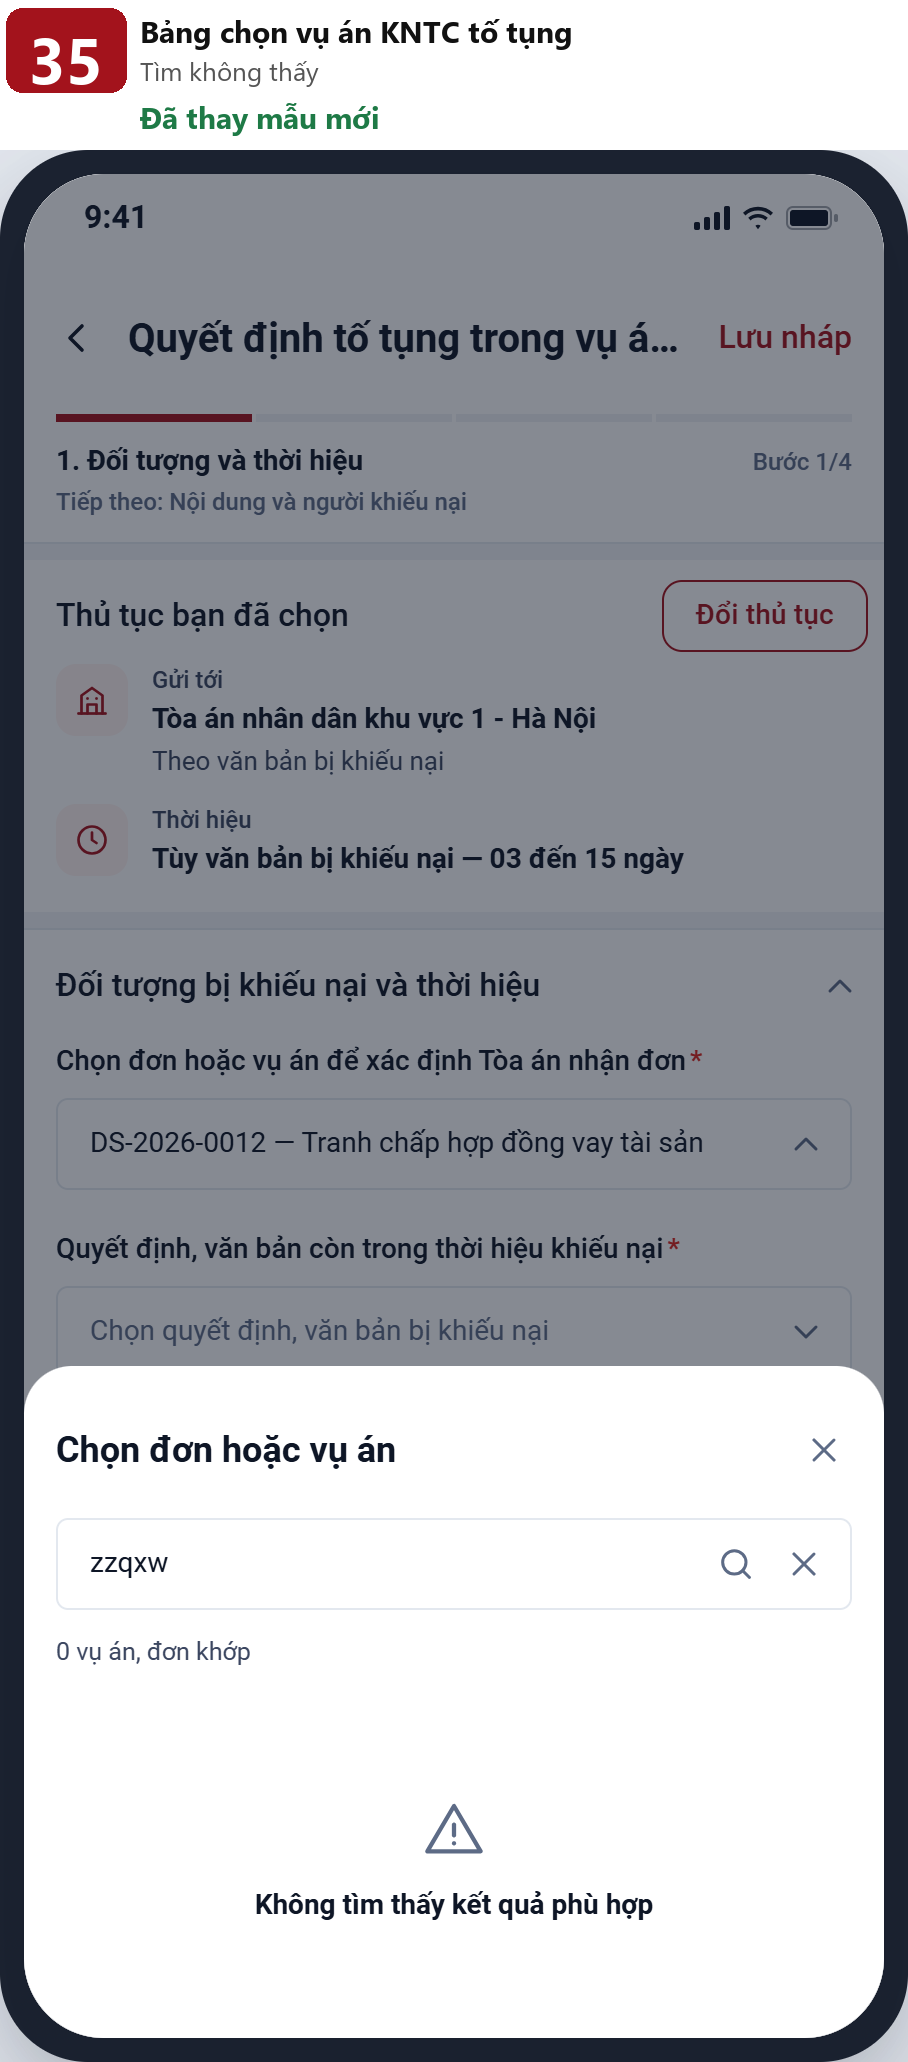 35
Bảng chọn vụ án KNTC tố tụng
Tìm không thấy
Đã thay mẫu mới
9:41
Quyết định tố tụng trong vụ á...
Lưu nháp
1. Đối tượng và thời hiệu
Bước 1/4
Tiếp theo: Nội dung và người khiếu nại
Thủ tục bạn đã chọn
Đổi thủ tục
Gửi tới
Tòa án nhân dân khu vực 1 - Hà Nội
Theo văn bản bị khiếu nại
Thời hiệu
Tùy văn bản bị khiếu nại — 03 đến 15 ngày
Đối tượng bị khiếu nại và thời hiệu
Chọn đơn hoặc vụ án để xác định Tòa án nhận đơn*
DS-2026-0012 — Tranh chấp hợp đồng vay tài sản
Quyết định, văn bản còn trong thời hiệu khiếu nại*
Chọn quyết định, văn bản bị khiếu nại
Chọn đơn hoặc vụ án
zzqxw
0 vụ án, đơn khớp
Không tìm thấy kết quả phù hợp